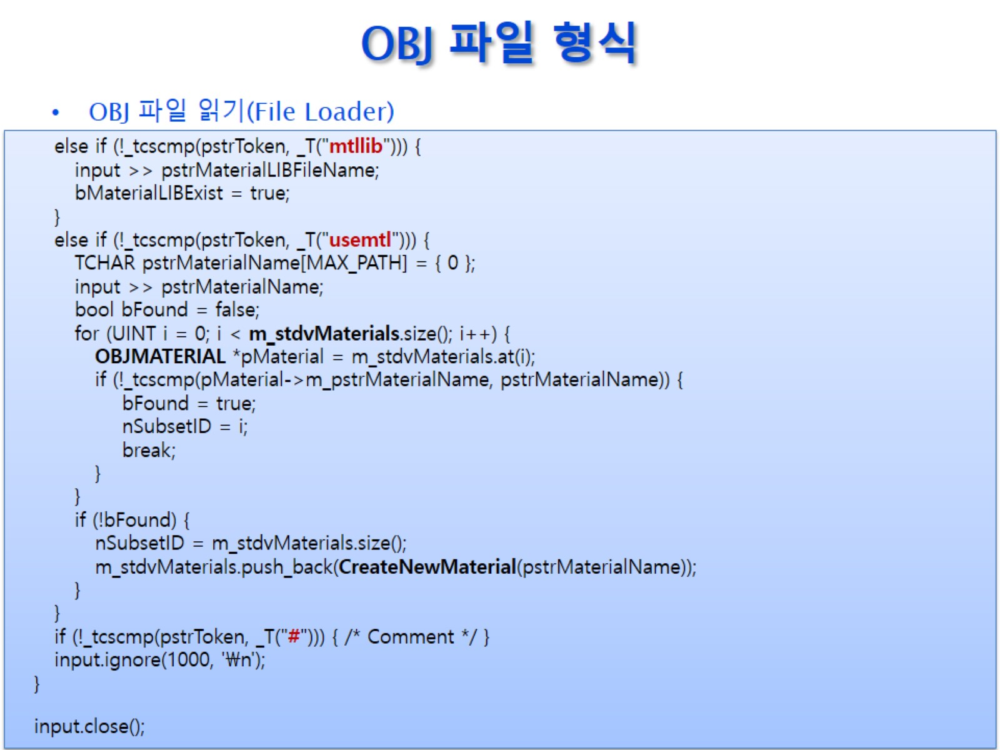 OBJ 파일 형식
• OBJ 파일 읽기(File Loader)
else if (!_tcscmp(pstrToken, _T("mtllib"))) {
input >> pstrMaterialLIBFileName;
bMaterialLIBExist = true;
}
else if (!_tcscmp(pstrToken, _T("usemtl"))) {
TCHAR pstrMaterialName[MAX_PATH] = { 0 };
input >> pstrMaterialName;
bool bFound = false;
for (UINT i = 0; i < m_stdvMaterials.size(); i++) {
OBJMATERIAL *pMaterial = m_stdvMaterials.at(i);
if (!_tcscmp(pMaterial->m_pstrMaterialName, pstrMaterialName)) {
bFound = true;
nSubsetID = i;
break;
}
}
if (!bFound) {
nSubsetID = m_stdvMaterials.size();
m_stdvMaterials.push_back(CreateNewMaterial(pstrMaterialName));
}
}
if (!_tcscmp(pstrToken, _T("#"))) { /* Comment */ }
input.ignore(1000, '₩n');
}
input.close();